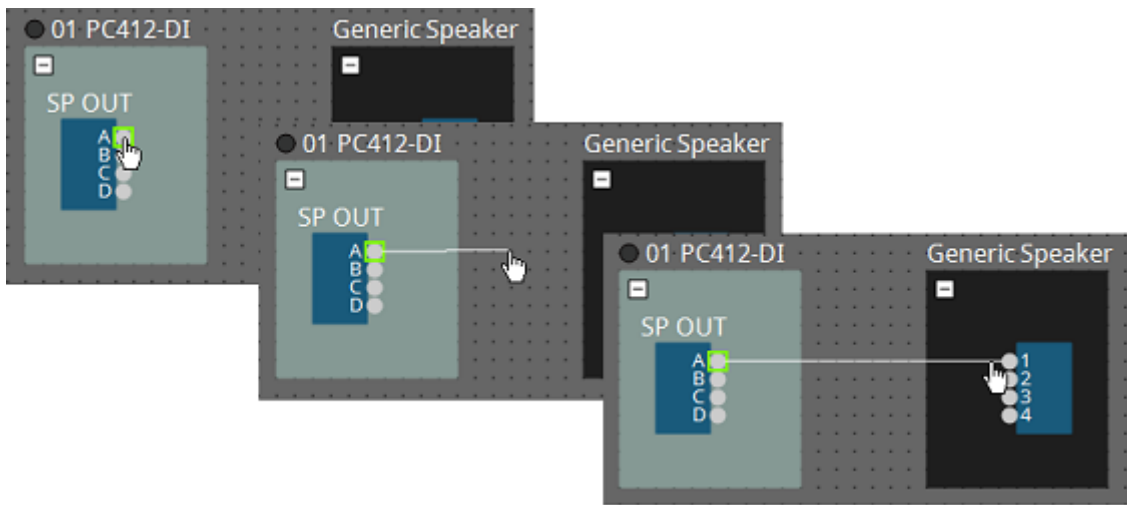 01 PC412-DI
Generic Speaker
SP OUT
A
B
C
D
01 PC412-DI
Generic Speaker
SP OUT
A
B
C
D
01 PC412-DI
Generic Speaker
SP OUT
A
B
C
D
1
2
3
4